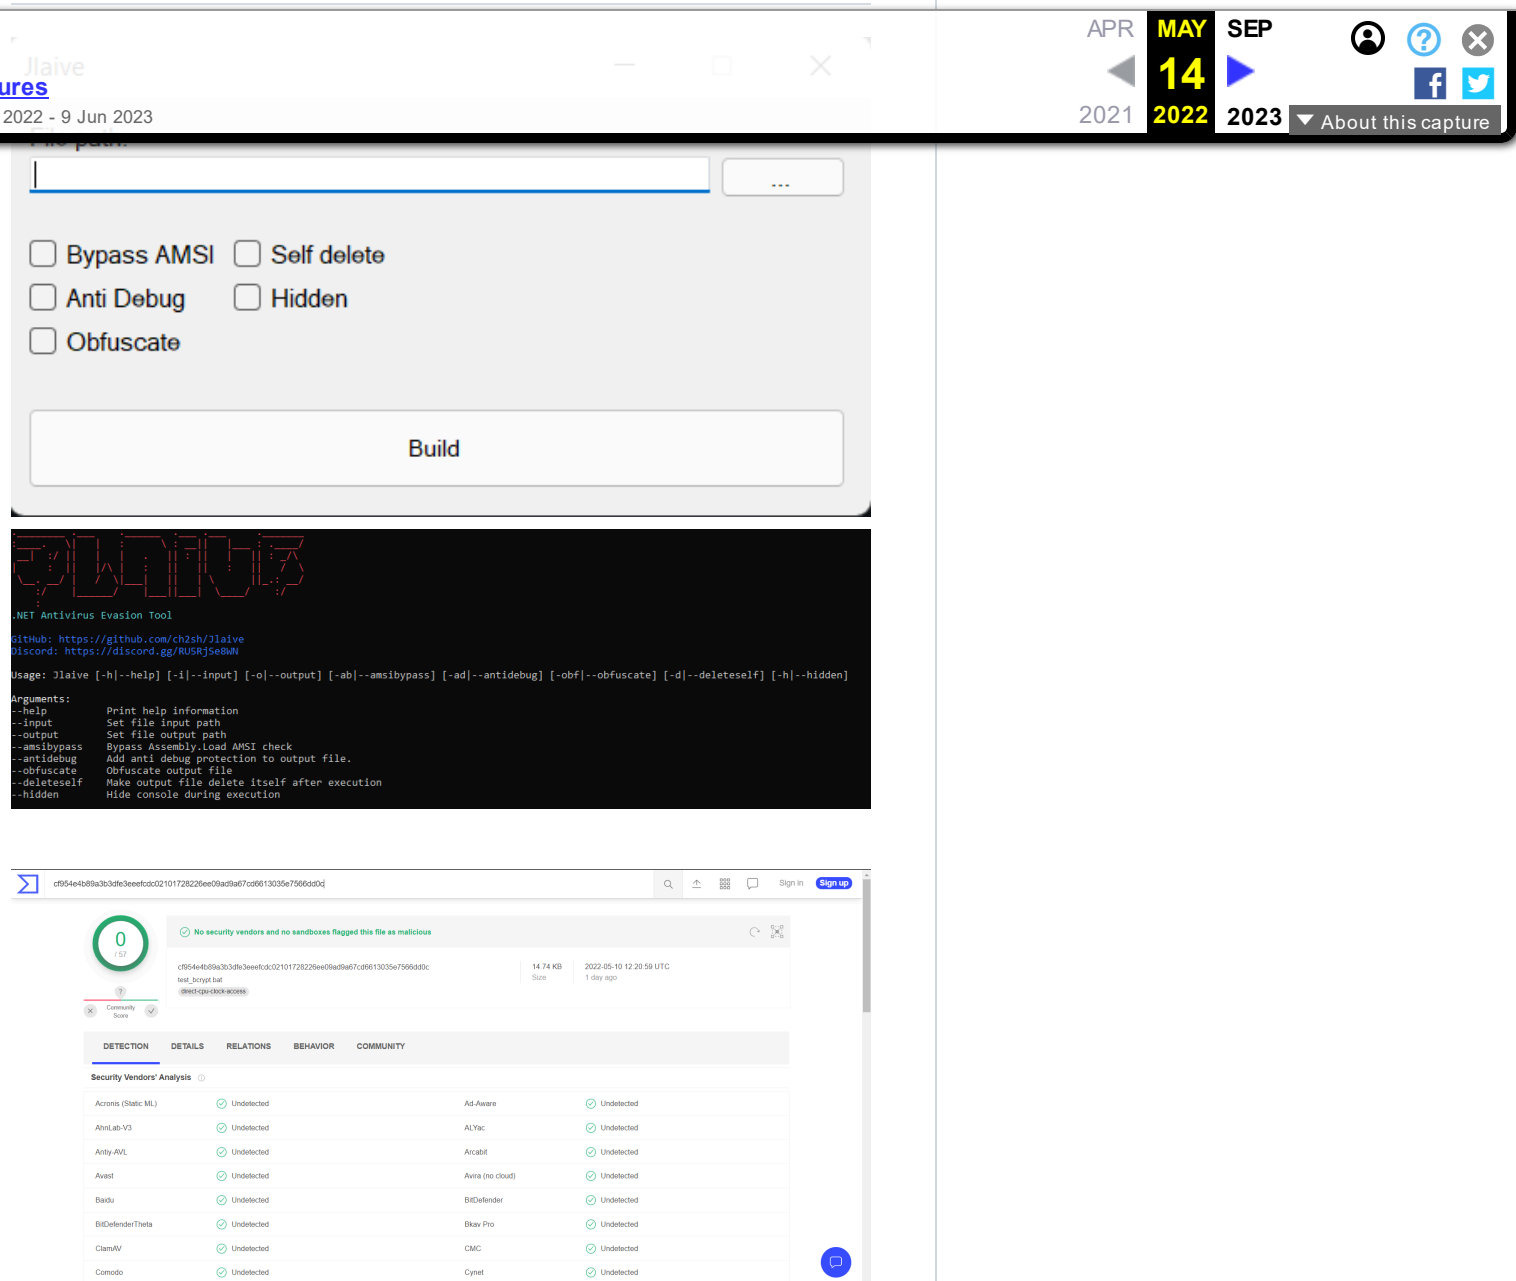 APR MAY SEP
Jlaive
ures
14
2022 - 9 Jun 2023
2021 2022 2023
About this capture
File path:
...
Bypass AMSI Self delete
Anti Debug Hidden
Obfuscate
Build
.NET Antivirus Evasion Tool
GitHub: https://github.com/ch2sh/Jlaive
Discord: https://discord.gg/RU5RjSe8WN
Usage: Jlaive [-h|--help] [-i|--input] [-o|--output] [-ab|--amsibypass] [-ad|--antidebug] [-obf|--obfuscate] [-d|--deleteself] [-h|--hidden]
Arguments:
--help Print help information
--input Set file input path
--output Set file output path
--amsibypass Bypass Assembly.Load AMSI check
--antidebug Add anti debug protection to output file.
--obfuscate Obfuscate output file
--deleteself Make output file delete itself after execution
--hidden Hide console during execution
cf954e4b89a3b3dfe3eeefcdc02101728226ee09ad9a67cd6613035e7566dd0c
Sign in Sign up
0
/ 57
No security vendors and no sandboxes flagged this file as malicious
cf954e4b89a3b3dfe3eeefcdc02101728226ee09ad9a67cd6613035e7566dd0c
test_bcrypt.bat
direct-cpu-clock-access
14.74 KB
Size
2022-05-10 12:20:59 UTC
1 day ago
?
Community
Score
DETECTION DETAILS RELATIONS BEHAVIOR COMMUNITY
Security Vendors' Analysis
Acronis (Static ML) Undetected Ad-Aware Undetected
AhnLab-V3 Undetected ALYac Undetected
Antiy-AVL Undetected Arcabit Undetected
Avast Undetected Avira (no cloud) Undetected
Baidu Undetected BitDefender Undetected
BitDefenderTheta Undetected Bkav Pro Undetected
ClamAV Undetected CMC Undetected
Comodo Undetected Cynet Undetected